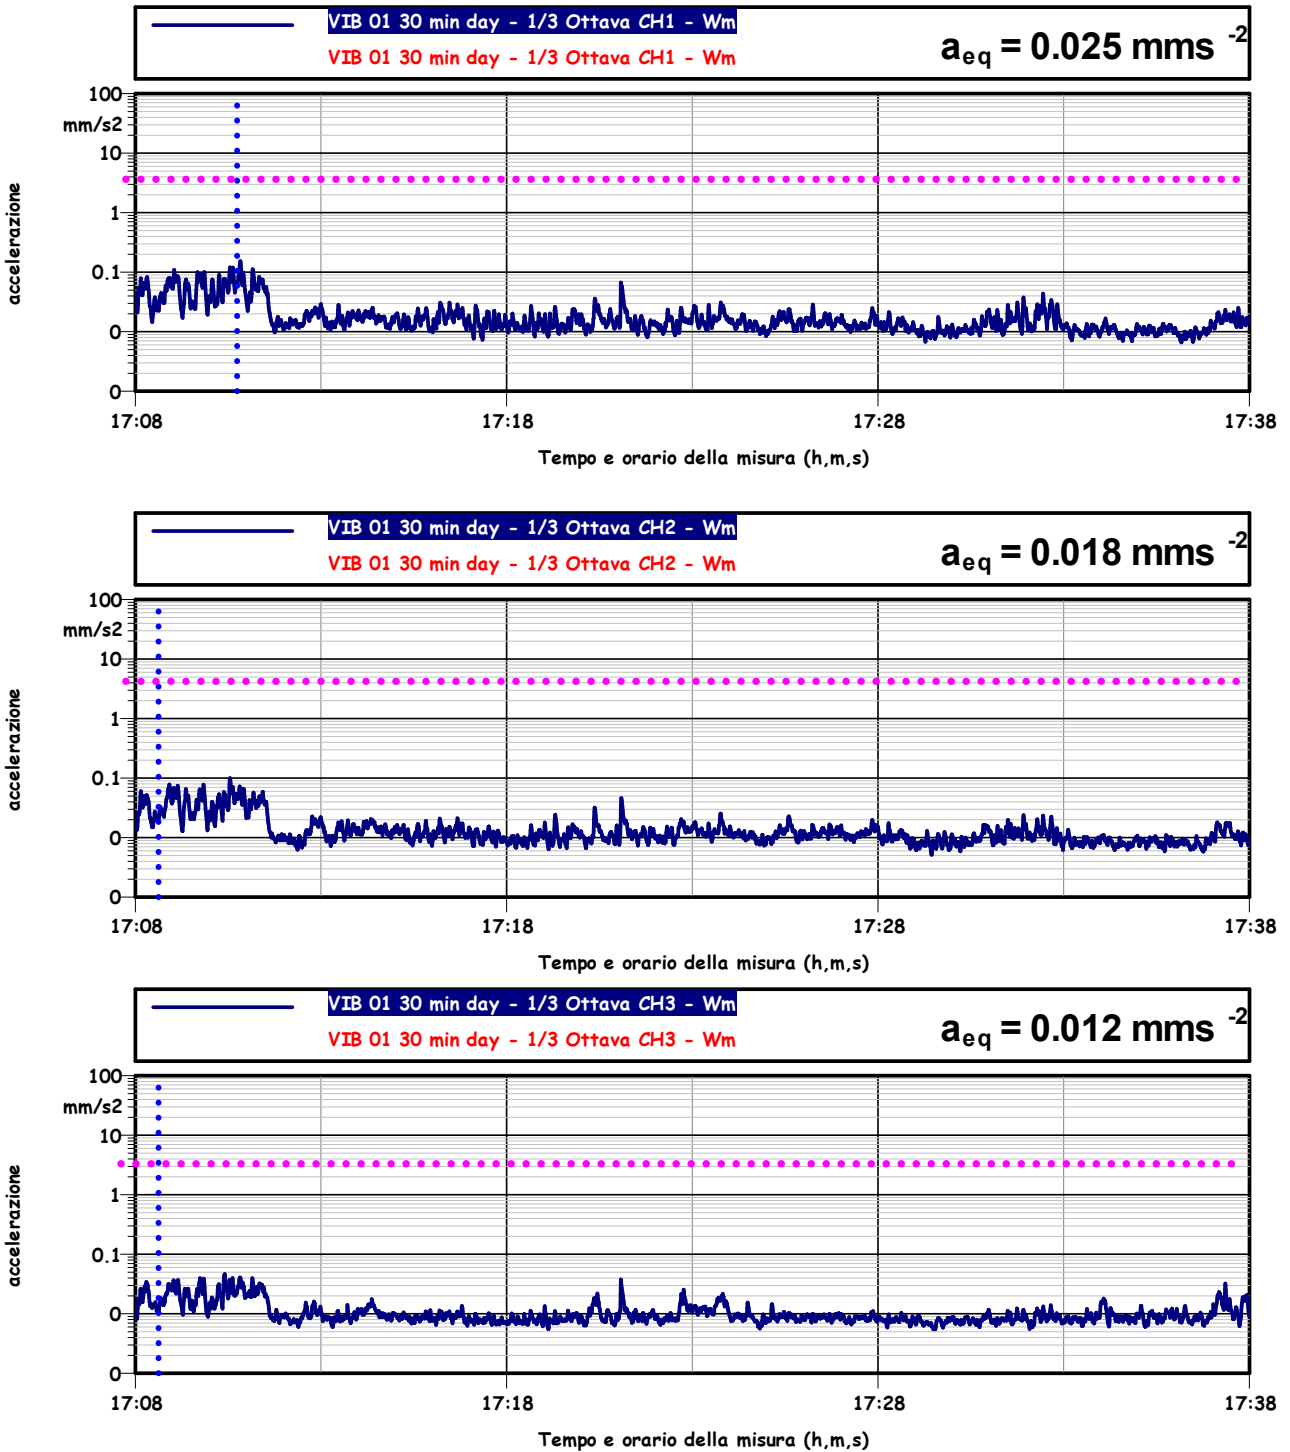 VIB 01 30 min day - 1/3 Ottava CH1 - Wm
VIB 01 30 min day - 1/3 Ottava CH1 - Wm
aeq = 0.025 mms -2
100
mm/s2
10
1
0.1
0
0
accelerazione
17:08 17:18 17:28 17:38
Tempo e orario della misura (h,m,s)
VIB 01 30 min day - 1/3 Ottava CH2 - Wm
VIB 01 30 min day - 1/3 Ottava CH2 - Wm
aeq = 0.018 mms -2
100
mm/s2
10
1
0.1
0
0
accelerazione
17:08 17:18 17:28 17:38
Tempo e orario della misura (h,m,s)
VIB 01 30 min day - 1/3 Ottava CH3 - Wm
VIB 01 30 min day - 1/3 Ottava CH3 - Wm
aeq = 0.012 mms -2
100
mm/s2
10
1
0.1
0
0
accelerazione
17:08 17:18 17:28 17:38
Tempo e orario della misura (h,m,s)